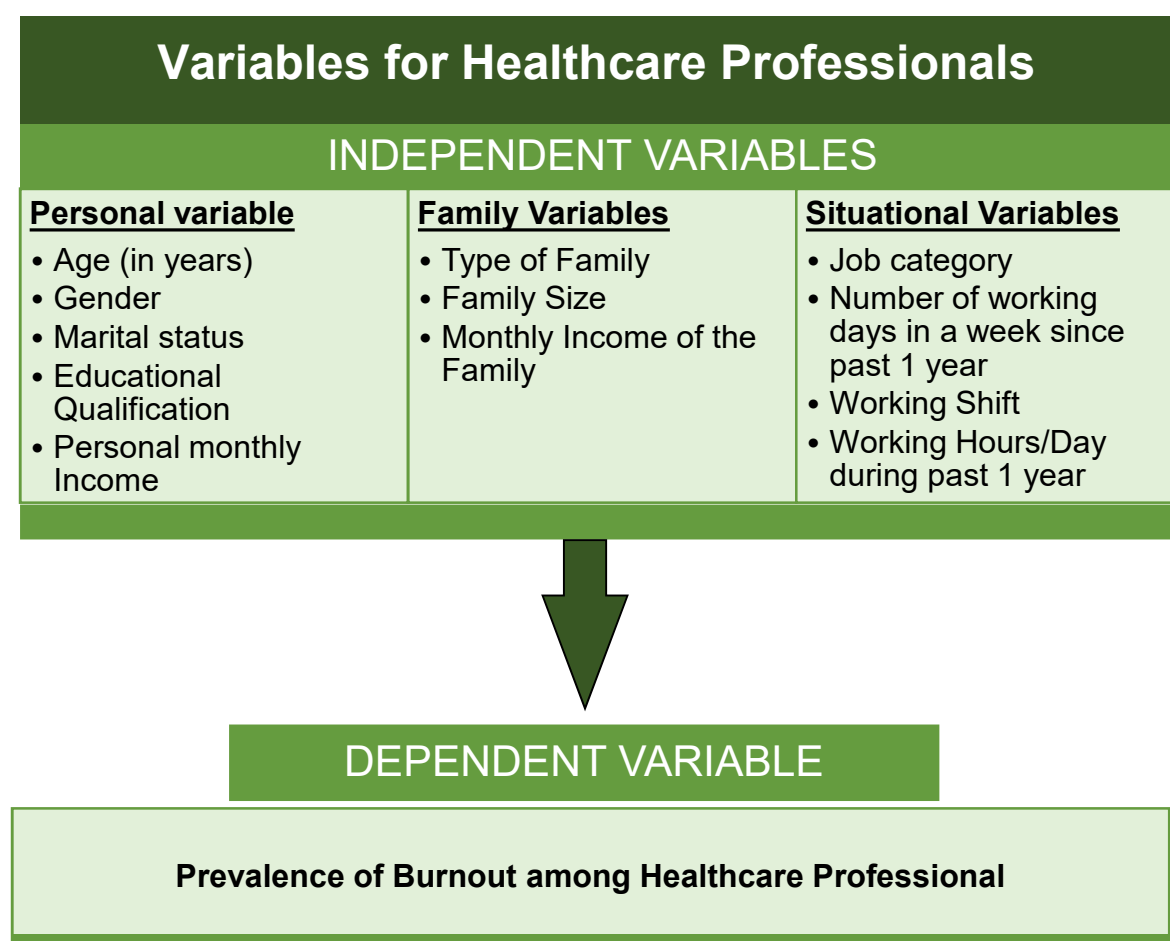 Variables for Healthcare Professionals
INDEPENDENT VARIABLES
Personal variable
• Age (in years)
• Gender
• Marital status
• Educational
Qualification
• Personal monthly
Income
Family Variables
• Type of Family
• Family Size
• Monthly Income of the
Family
Situational Variables
• Job category
• Number of working
days in a week since
past 1 year
• Working Shift
• Working Hours/Day
during past 1 year
DEPENDENT VARIABLE
Prevalence of Burnout among Healthcare Professional